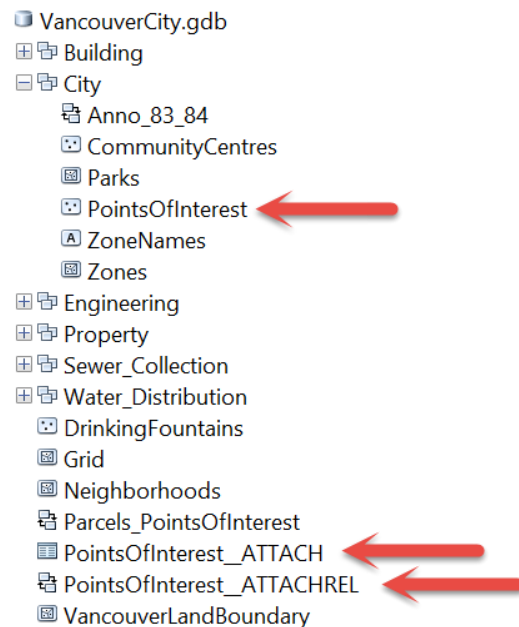 VancouverCity.gdb
Building
City
Anno_83_84
CommunityCentres
Parks
PointsOfInterest
A ZoneNames
Zones
Engineering
Property
Sewer_Collection
Water_Distribution
DrinkingFountains
Grid
Neighborhoods
Parcels_PointsOfInterest
PointsOfInterest__ATTACH
PointsOfInterest__ATTACHREL
VancouverLandBoundary